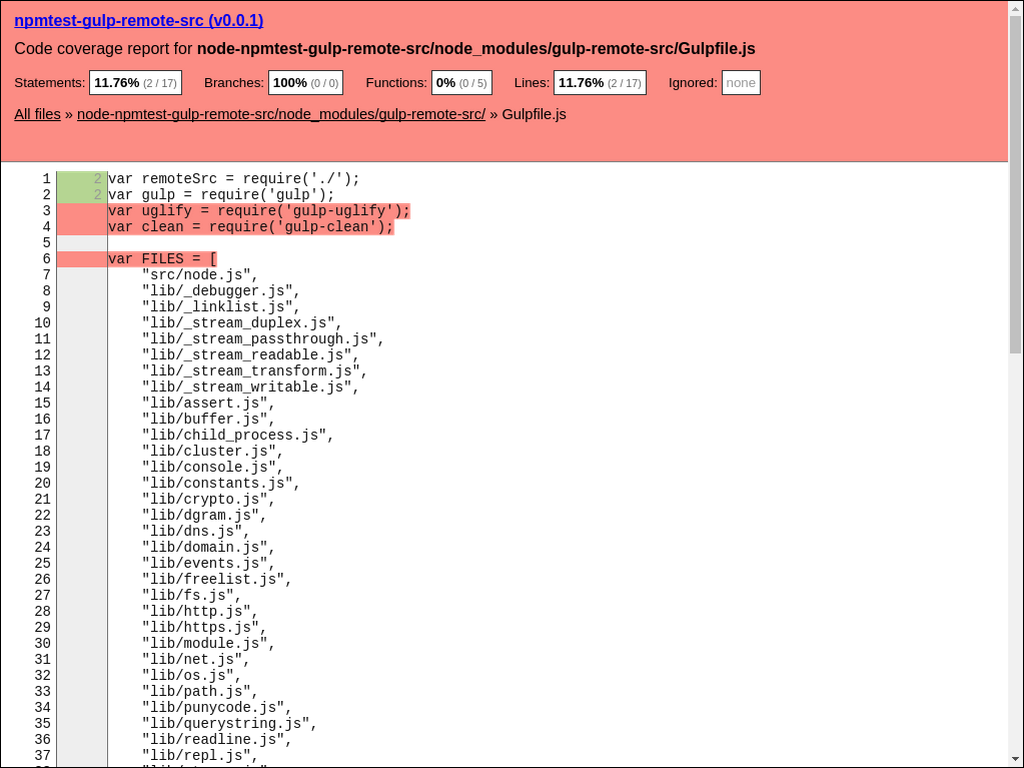 npmtest-gulp-remote-src (v0.0.1)
Code coverage report for node-npmtest-gulp-remote-src/node_modules/gulp-remote-src/Gulpfile.js
Statements: 11.76% (2 / 17) Branches: 100% (0 / 0) Functions: 0% (0 / 5) Lines: 11.76% (2 / 17) Ignored: none
All files » node-npmtest-gulp-remote-src/node_modules/gulp-remote-src/ » Gulpfile.js
1 2 var remoteSrc = require('./');
2 2 var gulp = require('gulp');
3 var uglify = require('gulp-uglify');
4 var clean = require('gulp-clean');
5
6 var FILES = [
7 "src/node.js",
8 "lib/_debugger.js",
9 "lib/_linklist.js",
10 "lib/_stream_duplex.js",
11 "lib/_stream_passthrough.js",
12 "lib/_stream_readable.js",
13 "lib/_stream_transform.js",
14 "lib/_stream_writable.js",
15 "lib/assert.js",
16 "lib/buffer.js",
17 "lib/child_process.js",
18 "lib/cluster.js",
19 "lib/console.js",
20 "lib/constants.js",
21 "lib/crypto.js",
22 "lib/dgram.js",
23 "lib/dns.js",
24 "lib/domain.js",
25 "lib/events.js",
26 "lib/freelist.js",
27 "lib/fs.js",
28 "lib/http.js",
29 "lib/https.js",
30 "lib/module.js",
31 "lib/net.js",
32 "lib/os.js",
33 "lib/path.js",
34 "lib/punycode.js",
35 "lib/querystring.js",
36 "lib/readline.js",
37 "lib/repl.js",